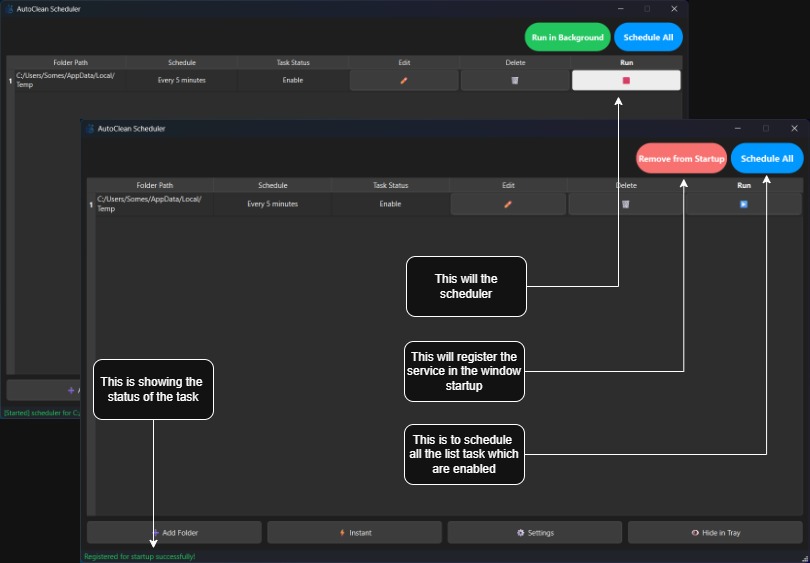 AutoClean Scheduler
Run in Background
Schedule All
Folder Path Schedule Task Status Edit Delete Run
1 C:/Users/Somes/AppData/Local/
Temp
Every 5 minutes Enable
AutoClean Scheduler
Remove from Startup
Schedule All
Folder Path Schedule Task Status Edit Delete Run
1 C:/Users/Somes/AppData/Local/
Temp
Every 5 minutes Enable
This will the
scheduler
This will register the
service in the window
startup
This is showing the
status of the task
This is to schedule
all the list task which
are enabled
[Started] scheduler for C:
Add Folder
Instant
Settings
Hide in Tray
Registered for startup successfully!